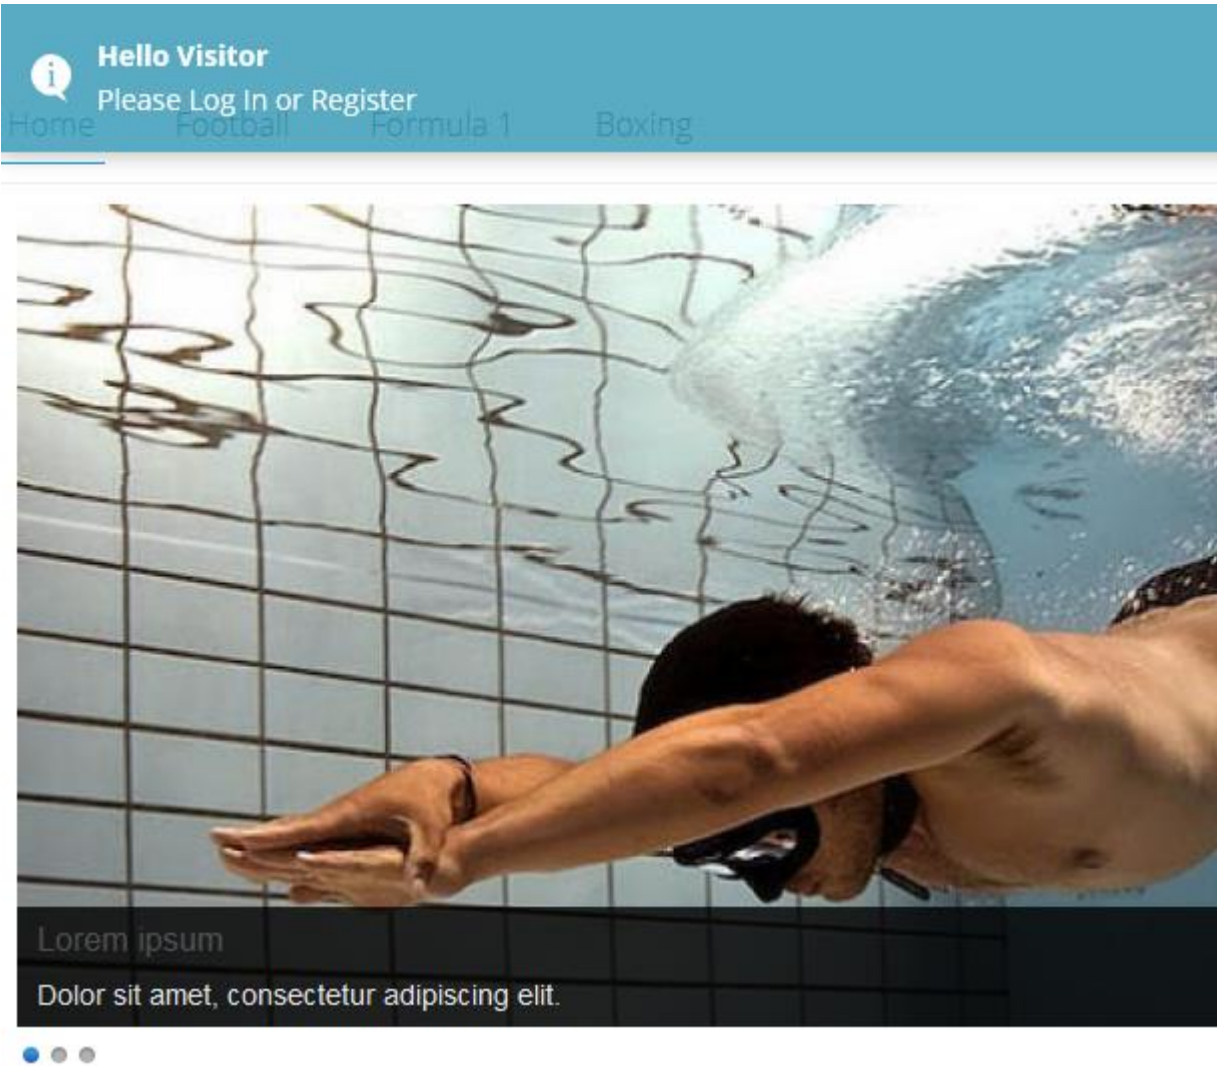 Hello Visitor
Please Log In or Register
Home Football Formula 1 Boxing
Lorem ipsum
Dolor sit amet, consectetur adipiscing elit.